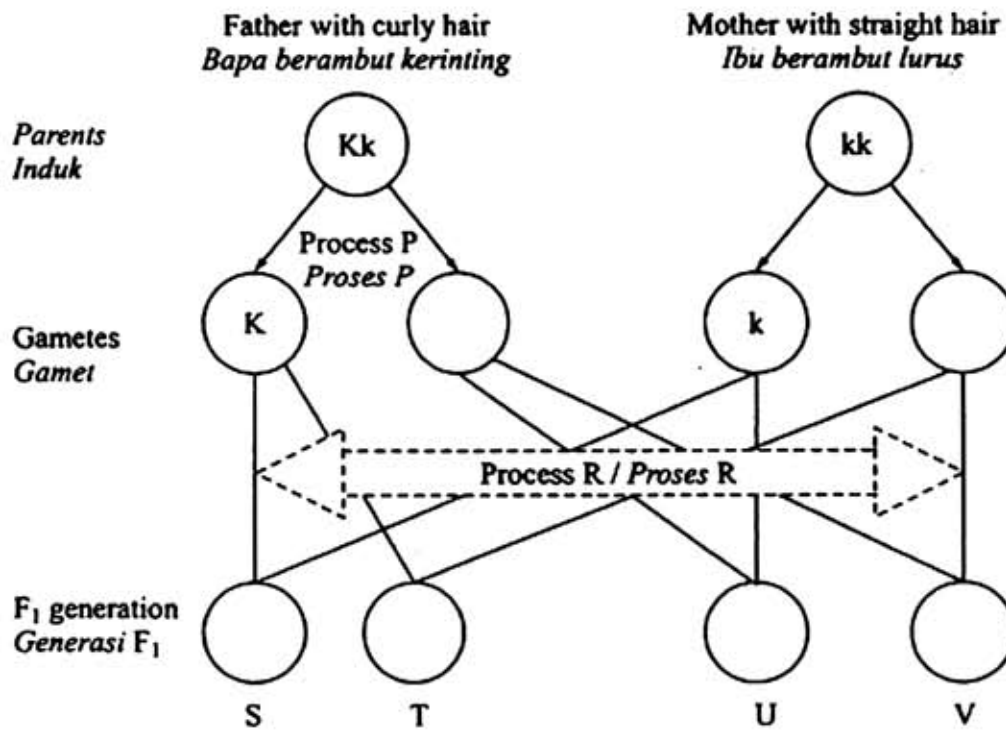 Father with curly hair
Bapa berambut kerinting
Mother with straight hair
Ibu berambut lurus
Parents
Induk
Kk
kk
Process P
Proses P
Gametes
Gamet
K
k
Process R / Proses R
F₁ generation
Generasi F₁
S
T
U
V